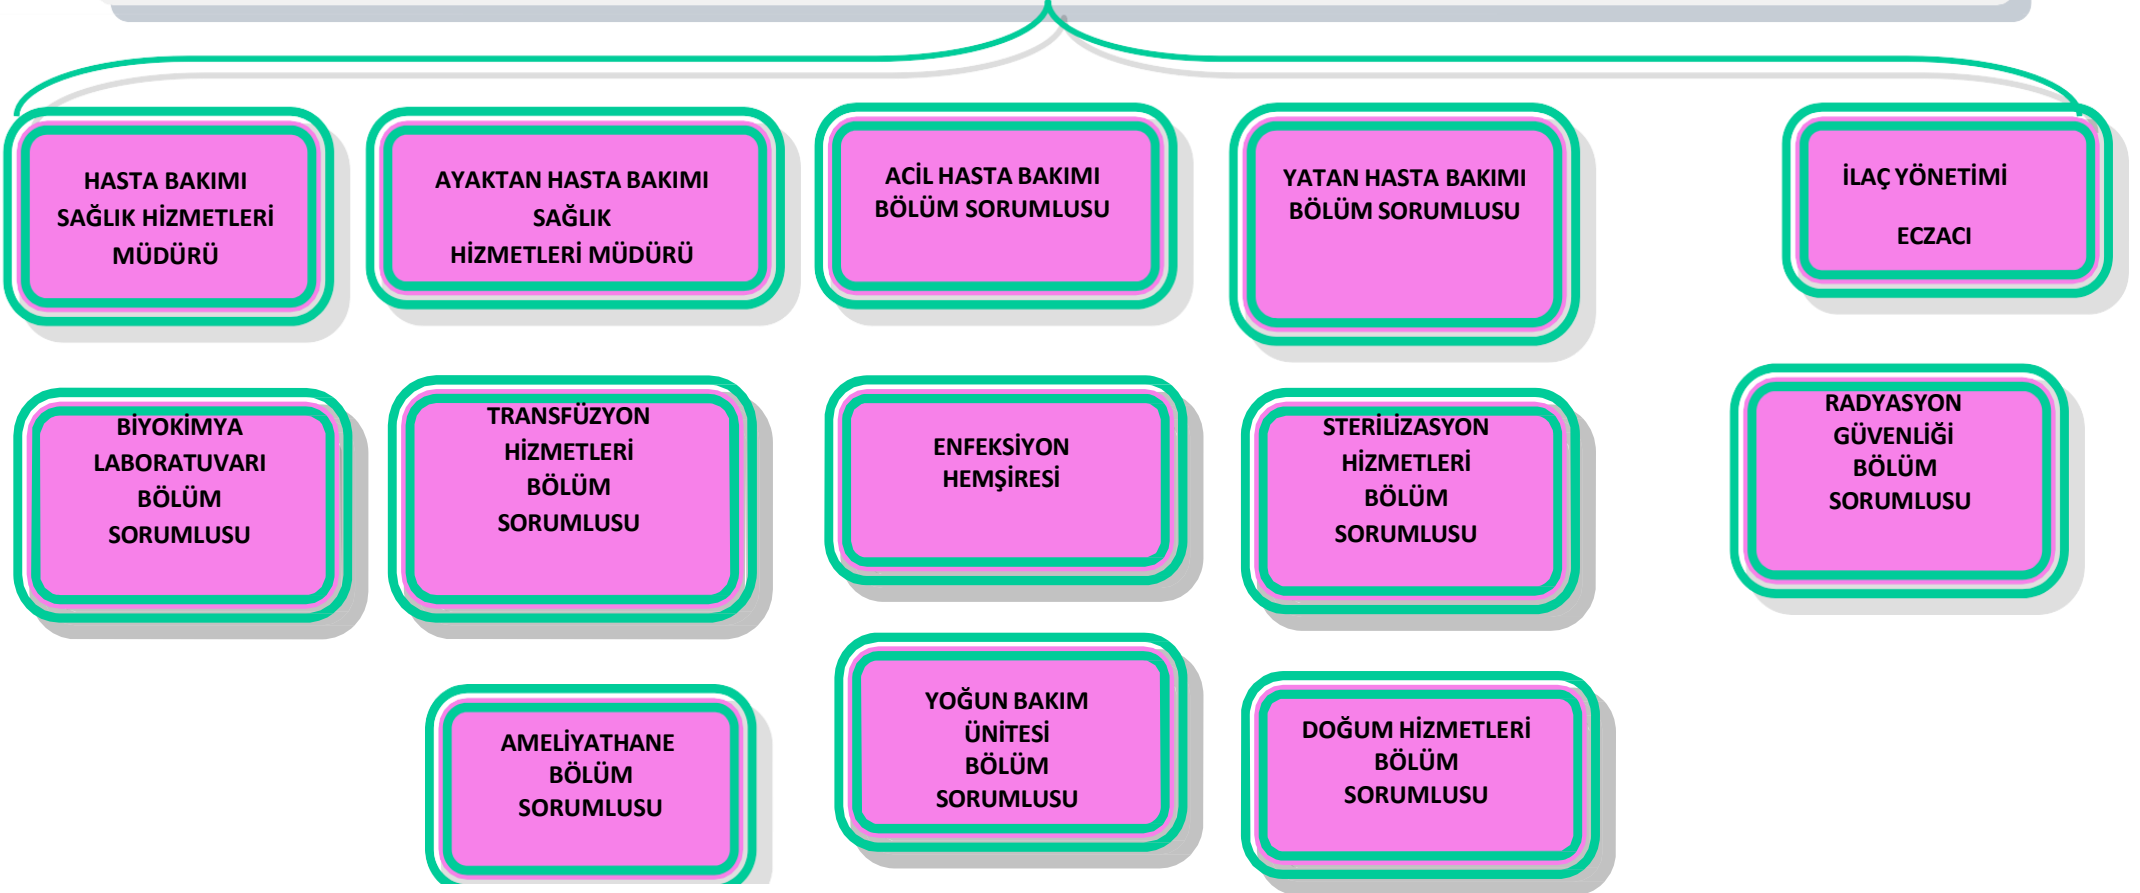 HASTA BAKIMI
SAĞLIK HİZMETLERİ
MÜDÜRÜ
AYAKTAN HASTA BAKIMI
SAĞLIK
HİZMETLERİ MÜDÜRÜ
ACİL HASTA BAKIMI
BÖLÜM SORUMLUSU
YATAN HASTA BAKIMI
BÖLÜM SORUMLUSU
İLAÇ YÖNETİMİ
ECZACI
BİYOKİMYA
LABORATUVARI
BÖLÜM
SORUMLUSU
TRANSFÜZYON
HİZMETLERİ
BÖLÜM
SORUMLUSU
ENFEKSİYON
HEMŞİRESİ
STERİLİZASYON
HİZMETLERİ
BÖLÜM
SORUMLUSU
RADYASYON
GÜVENLİĞİ
BÖLÜM
SORUMLUSU
AMELİYATHANE
BÖLÜM
SORUMLUSU
YOĞUN BAKIM
ÜNİTESİ
BÖLÜM
SORUMLUSU
DOĞUM HİZMETLERİ
BÖLÜM
SORUMLUSU